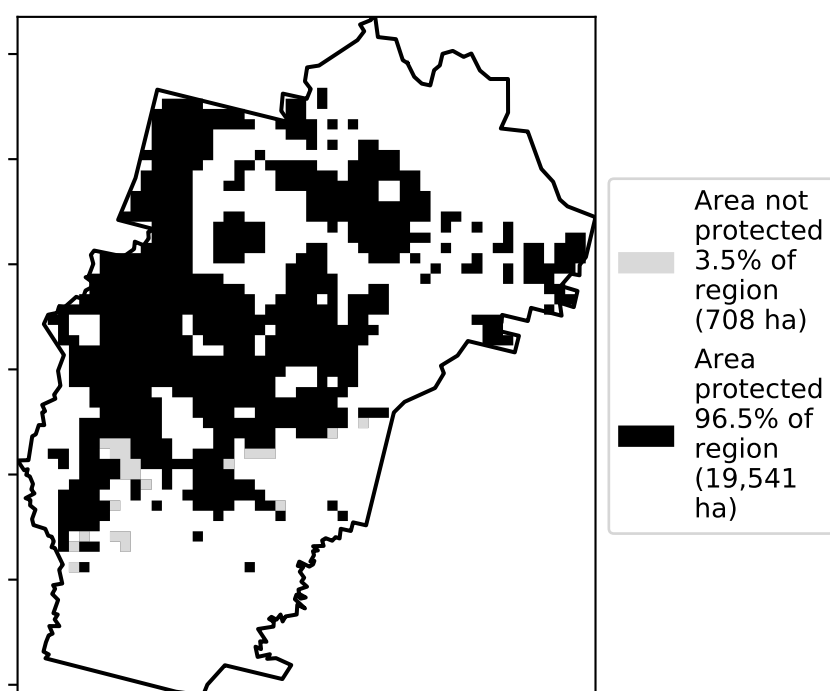 Area not
protected
3.5% of
region
(708 ha)
Area
protected
96.5% of
region
(19,541
ha)